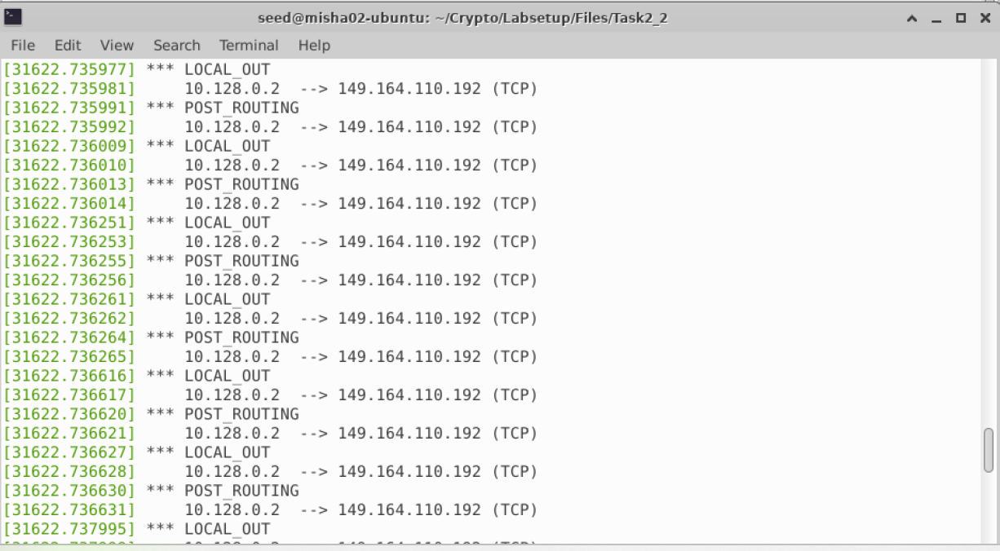 seed@misha02-ubuntu: ~/Crypto/Labsetup/Files/Task2_2
File Edit View Search Terminal Help
[31622.735977] *** LOCAL_OUT
[31622.735981]     10.128.0.2  --> 149.164.110.192 (TCP)
[31622.735991] *** POST_ROUTING
[31622.735992]     10.128.0.2  --> 149.164.110.192 (TCP)
[31622.736009] *** LOCAL_OUT
[31622.736010]     10.128.0.2  --> 149.164.110.192 (TCP)
[31622.736013] *** POST_ROUTING
[31622.736014]     10.128.0.2  --> 149.164.110.192 (TCP)
[31622.736251] *** LOCAL_OUT
[31622.736253]     10.128.0.2  --> 149.164.110.192 (TCP)
[31622.736255] *** POST_ROUTING
[31622.736256]     10.128.0.2  --> 149.164.110.192 (TCP)
[31622.736261] *** LOCAL_OUT
[31622.736262]     10.128.0.2  --> 149.164.110.192 (TCP)
[31622.736264] *** POST_ROUTING
[31622.736265]     10.128.0.2  --> 149.164.110.192 (TCP)
[31622.736616] *** LOCAL_OUT
[31622.736617]     10.128.0.2  --> 149.164.110.192 (TCP)
[31622.736620] *** POST_ROUTING
[31622.736621]     10.128.0.2  --> 149.164.110.192 (TCP)
[31622.736627] *** LOCAL_OUT
[31622.736628]     10.128.0.2  --> 149.164.110.192 (TCP)
[31622.736630] *** POST_ROUTING
[31622.736631]     10.128.0.2  --> 149.164.110.192 (TCP)
[31622.737995] *** LOCAL_OUT